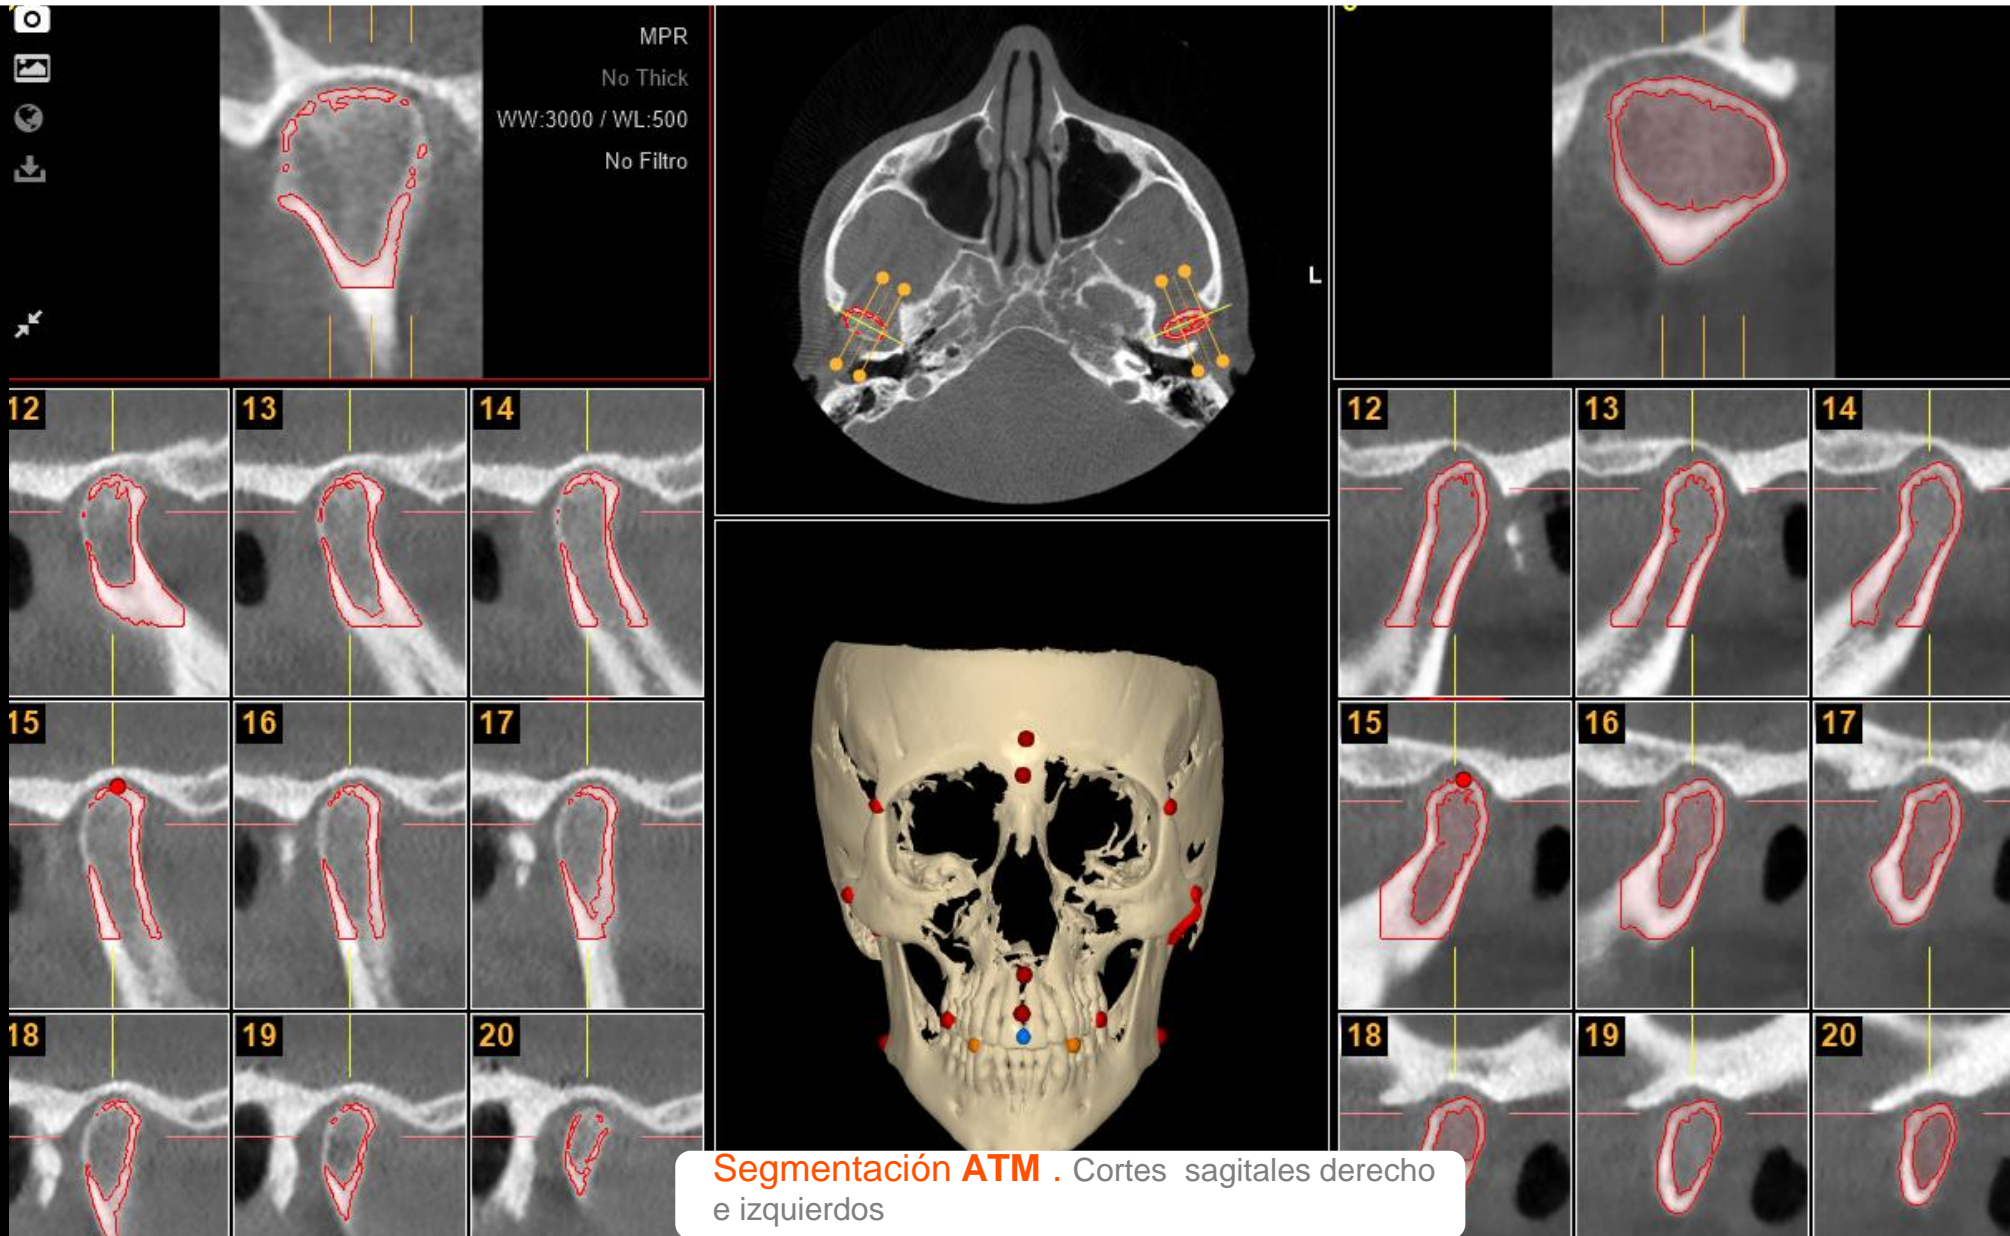 MPR
No Thick
WW:3000 / WL:500
No Filtro
L
12
13
14
15
16
17
18
19
20
12
13
14
15
16
17
18
19
20
Segmentación ATM . Cortes sagitales derecho
e izquierdos